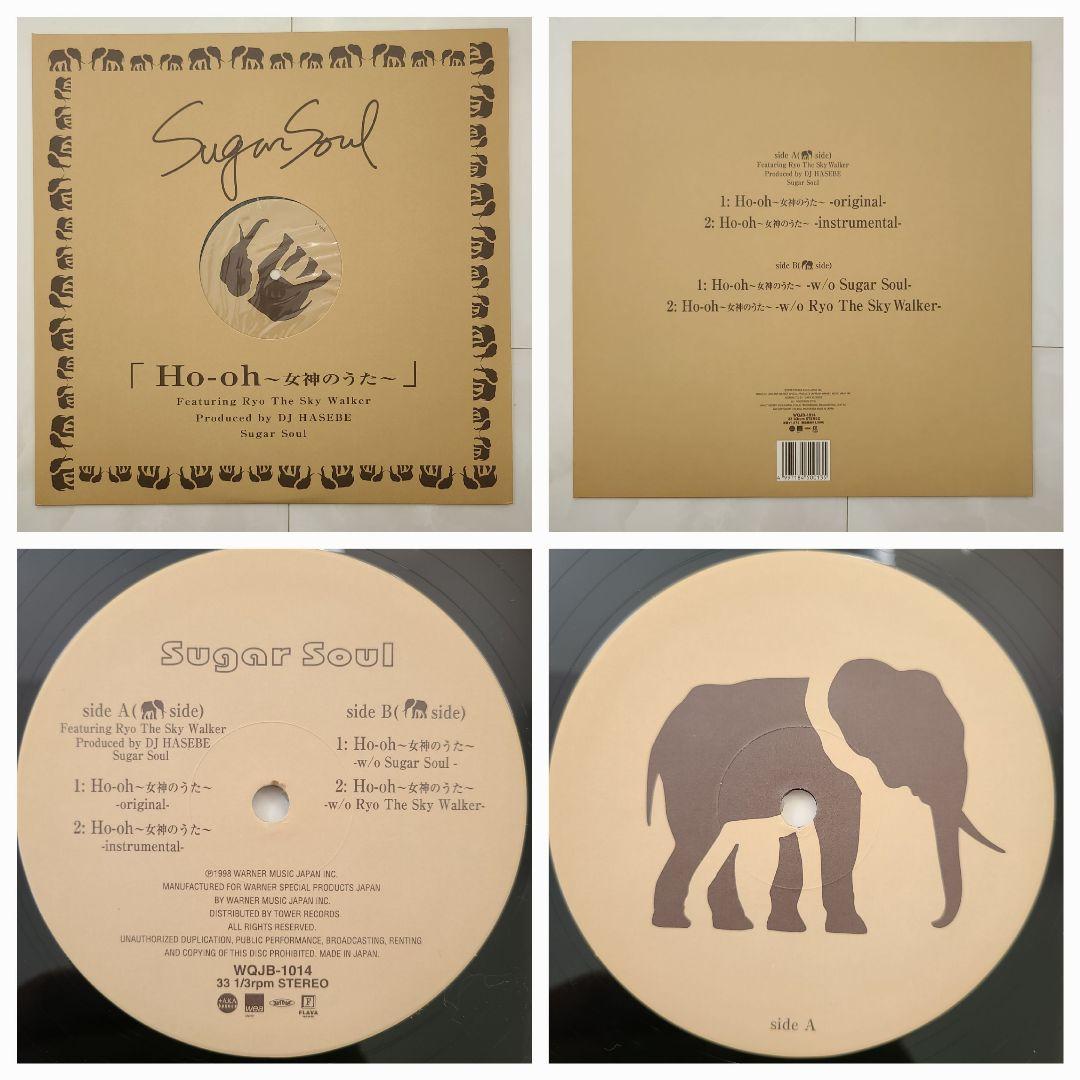 Sugar Soul
「Ho-oh～女神のうた～」
Featuring Ryo The Sky Walker
Produced by DJ HASEBE
Sugar Soul
side A( side)
Featuring Ryo The Sky Walker
Produced by DJ HASEBE
Sugar Soul
1: Ho-oh～女神のうた～ -original-
2: Ho-oh～女神のうた～ -instrumental-
side B( side)
1: Ho-oh～女神のうた～ -w/o Sugar Soul-
2: Ho-oh～女神のうた～ -w/o Ryo The Sky Walker-
WQJB-1014
33 1/3rpm STEREO
Sugar Soul
side A( side)
Featuring Ryo The Sky Walker
Produced by DJ HASEBE
Sugar Soul
1: Ho-oh～女神のうた～
-original-
2: Ho-oh～女神のうた～
-instrumental-
side B( side)
1: Ho-oh～女神のうた～
-w/o Sugar Soul -
2: Ho-oh～女神のうた～
-w/o Ryo The Sky Walker-
℗1998 WARNER MUSIC JAPAN INC.
MANUFACTURED FOR WARNER SPECIAL PRODUCTS JAPAN
BY WARNER MUSIC JAPAN INC.
DISTRIBUTED BY TOWER RECORDS
ALL RIGHTS RESERVED.
UNAUTHORIZED DUPLICATION, PUBLIC PERFORMANCE, BROADCASTING, RENTING
AND COPYING OF THIS DISC PROHIBITED. MADE IN JAPAN.
WQJB-1014
33 1/3rpm STEREO
FLAVA
side A